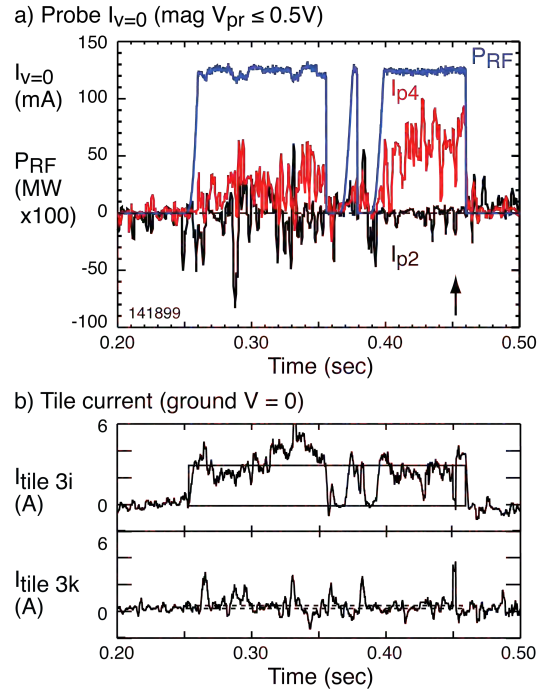 a) Probe I v=0 (mag V pr ≤ 0.5V)
I v=0
(mA)
P RF
(MW
x100)
150
100
50
0
-50
-100
P RF
I p4
I p2
141899
0.20 0.30 0.40 0.50
Time (sec)
b) Tile current (ground V = 0)
I tile 3i
(A)
6
0
I tile 3k
(A)
6
0
0.20 0.30 0.40 0.50
Time (sec)